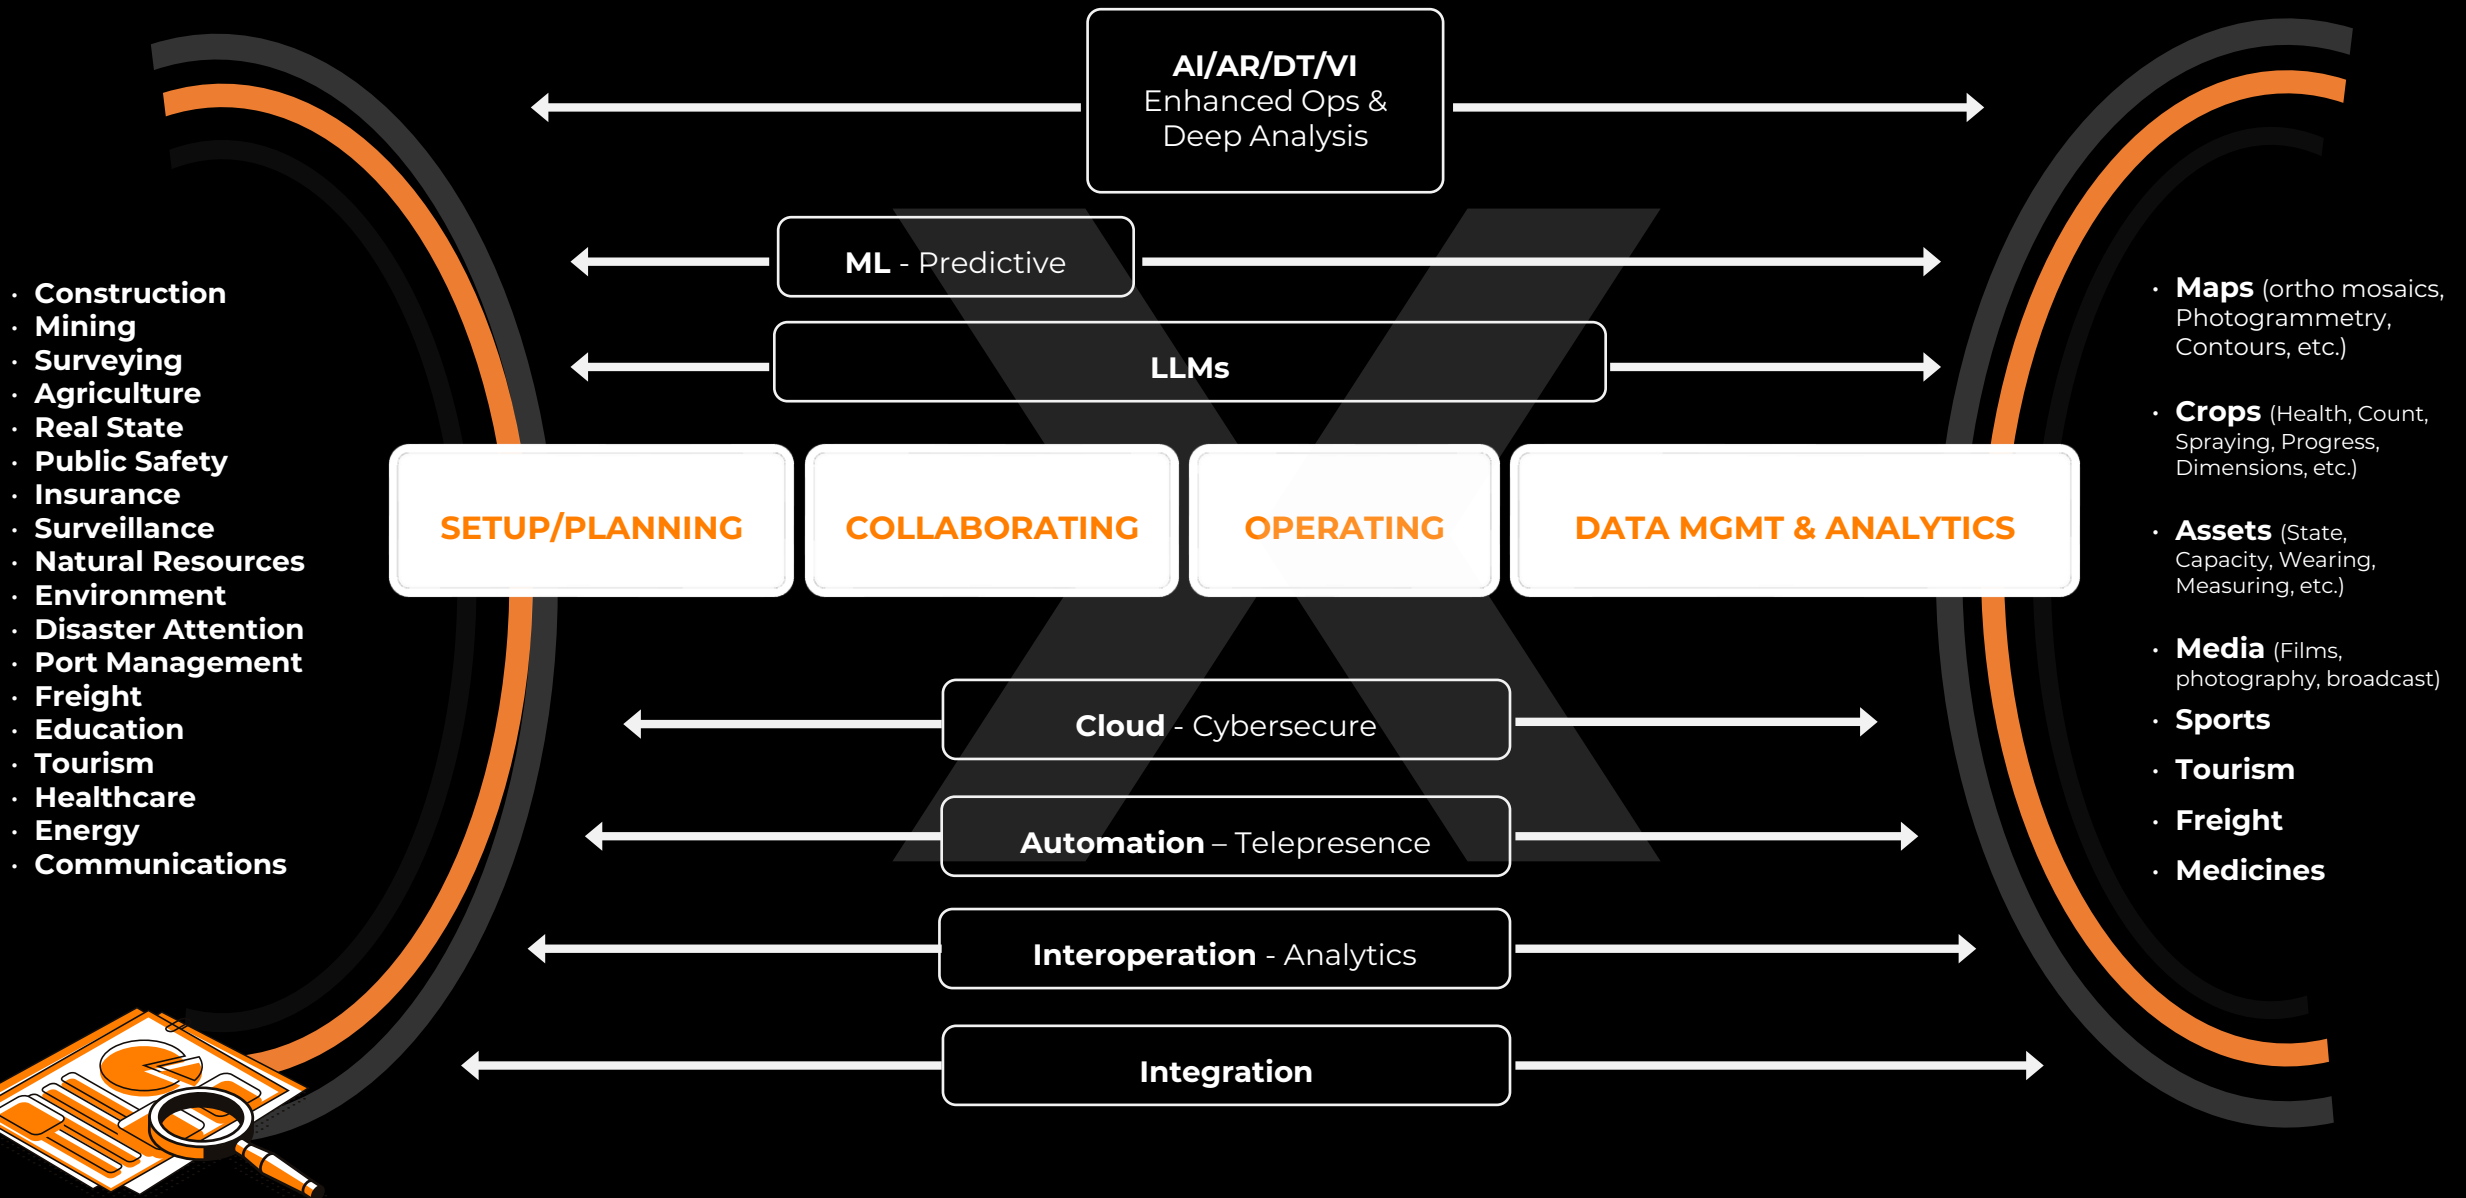 AI/AR/DT/VI
Enhanced Ops &
Deep Analysis
ML - Predictive
LLMs
· Construction
· Mining
· Surveying
· Agriculture
· Real State
· Public Safety
· Insurance
· Surveillance
· Natural Resources
· Environment
· Disaster Attention
· Port Management
· Freight
· Education
· Tourism
· Healthcare
· Energy
· Communications
SETUP/PLANNING
COLLABORATING
OPERATING
DATA MGMT & ANALYTICS
Cloud - Cybersecure
Automation – Telepresence
Interoperation - Analytics
Integration
· Maps (ortho mosaics,
Photogrammetry,
Contours, etc.)
· Crops (Health, Count,
Spraying, Progress,
Dimensions, etc.)
· Assets (State,
Capacity, Wearing,
Measuring, etc.)
· Media (Films,
photography, broadcast)
· Sports
· Tourism
· Freight
· Medicines